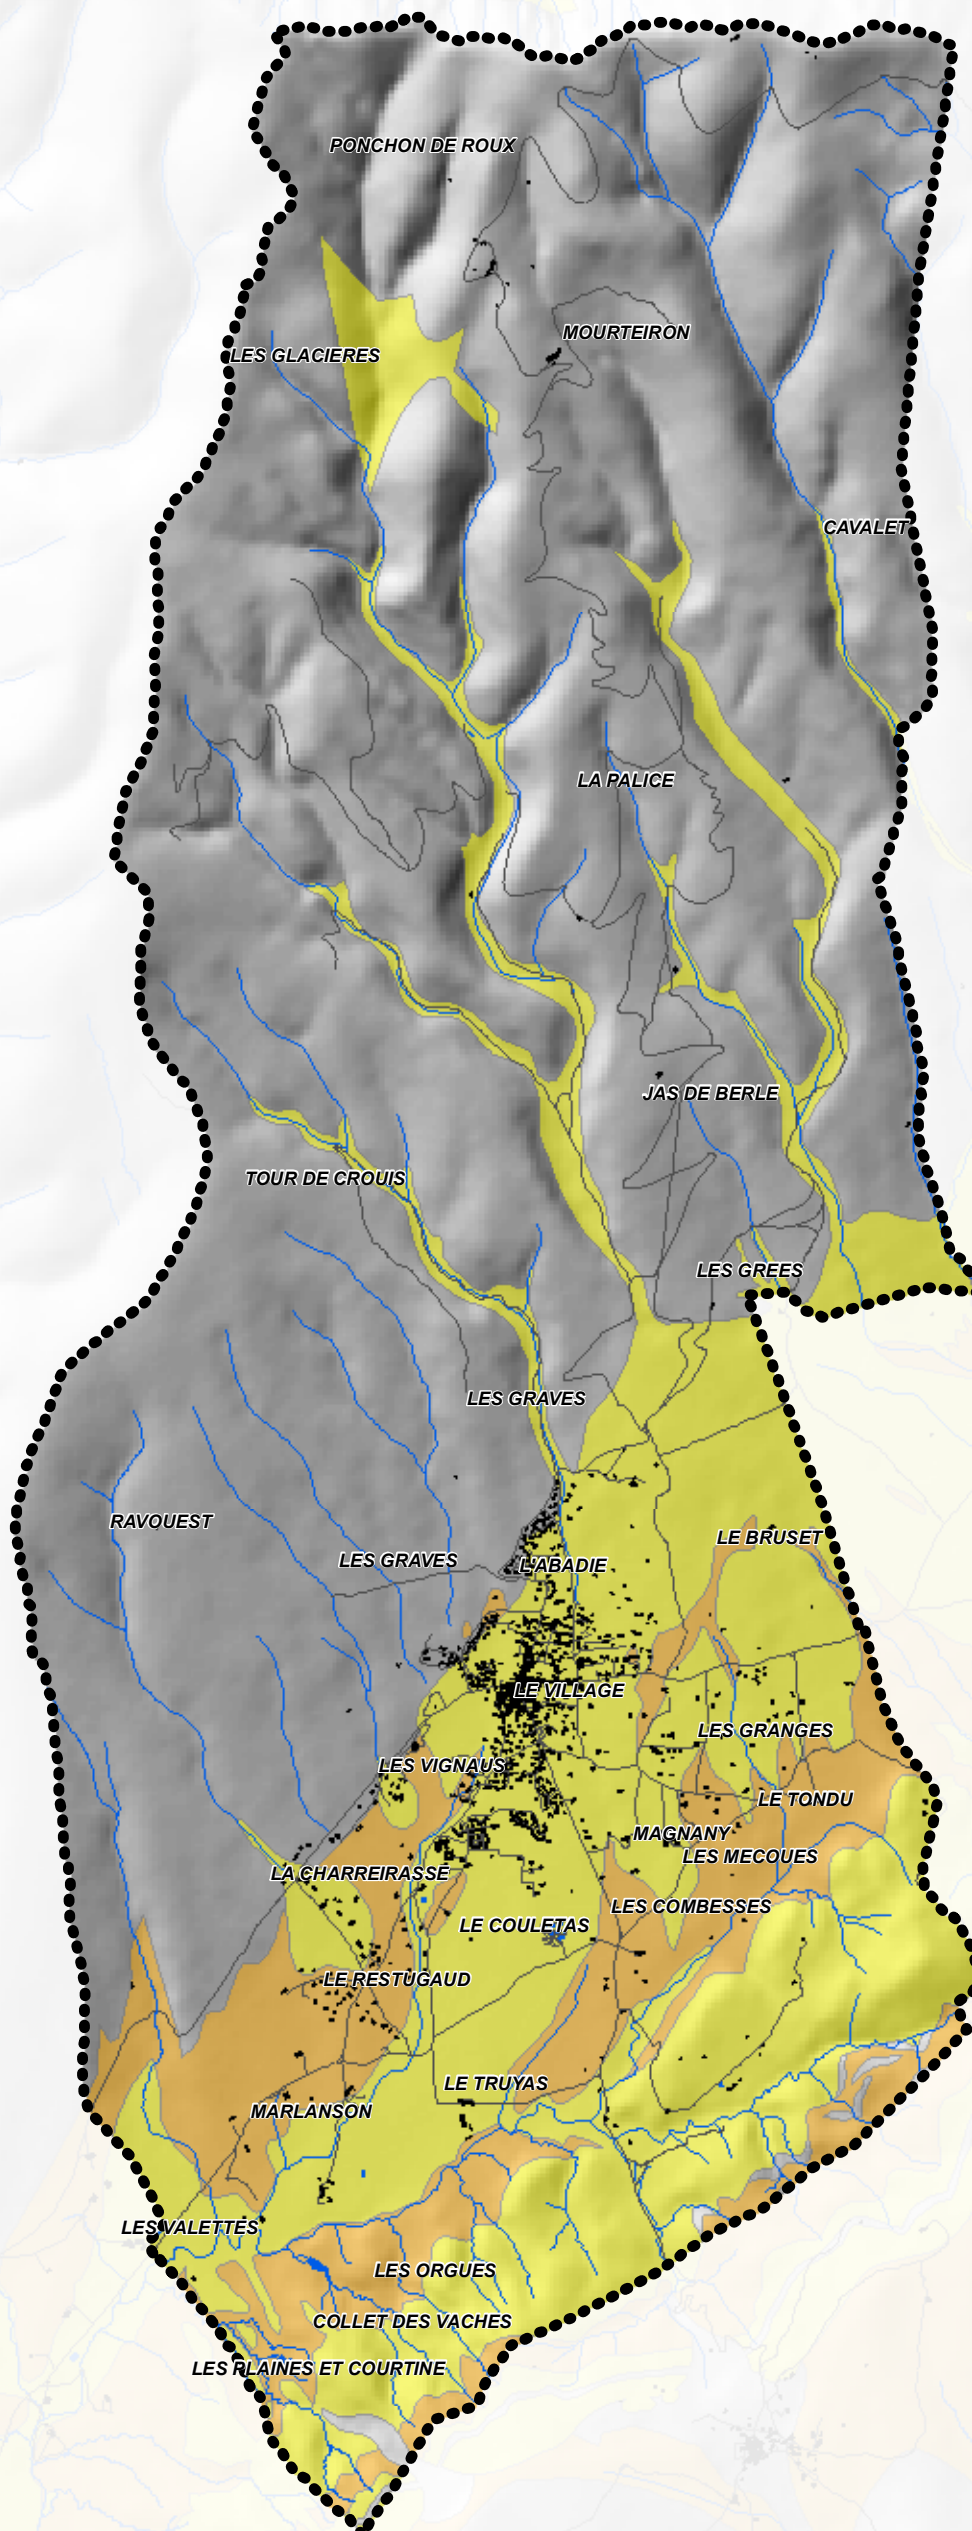 PONCHON DE ROUX
MOURTEIRON
LES GLACIERES
CAVALET
LA PALICE
JAS DE BERLE
TOUR DE CROUIS
LES GREES
LES GRAVES
RAVOUEST
LE BRUSET
LES GRAVES
L'ABADIE
LE VILLAGE
LES GRANGES
LES VIGNAUS
LE TONDU
MAGNANY
LES MECOUES
LA CHARREIRASSE
LES COMBESSES
LE COULETAS
LE RESTUGAUD
LE TRUYAS
MARLANSON
LES VALETTES
LES ORGUES
COLLET DES VACHES
LES PLAINES ET COURTINE